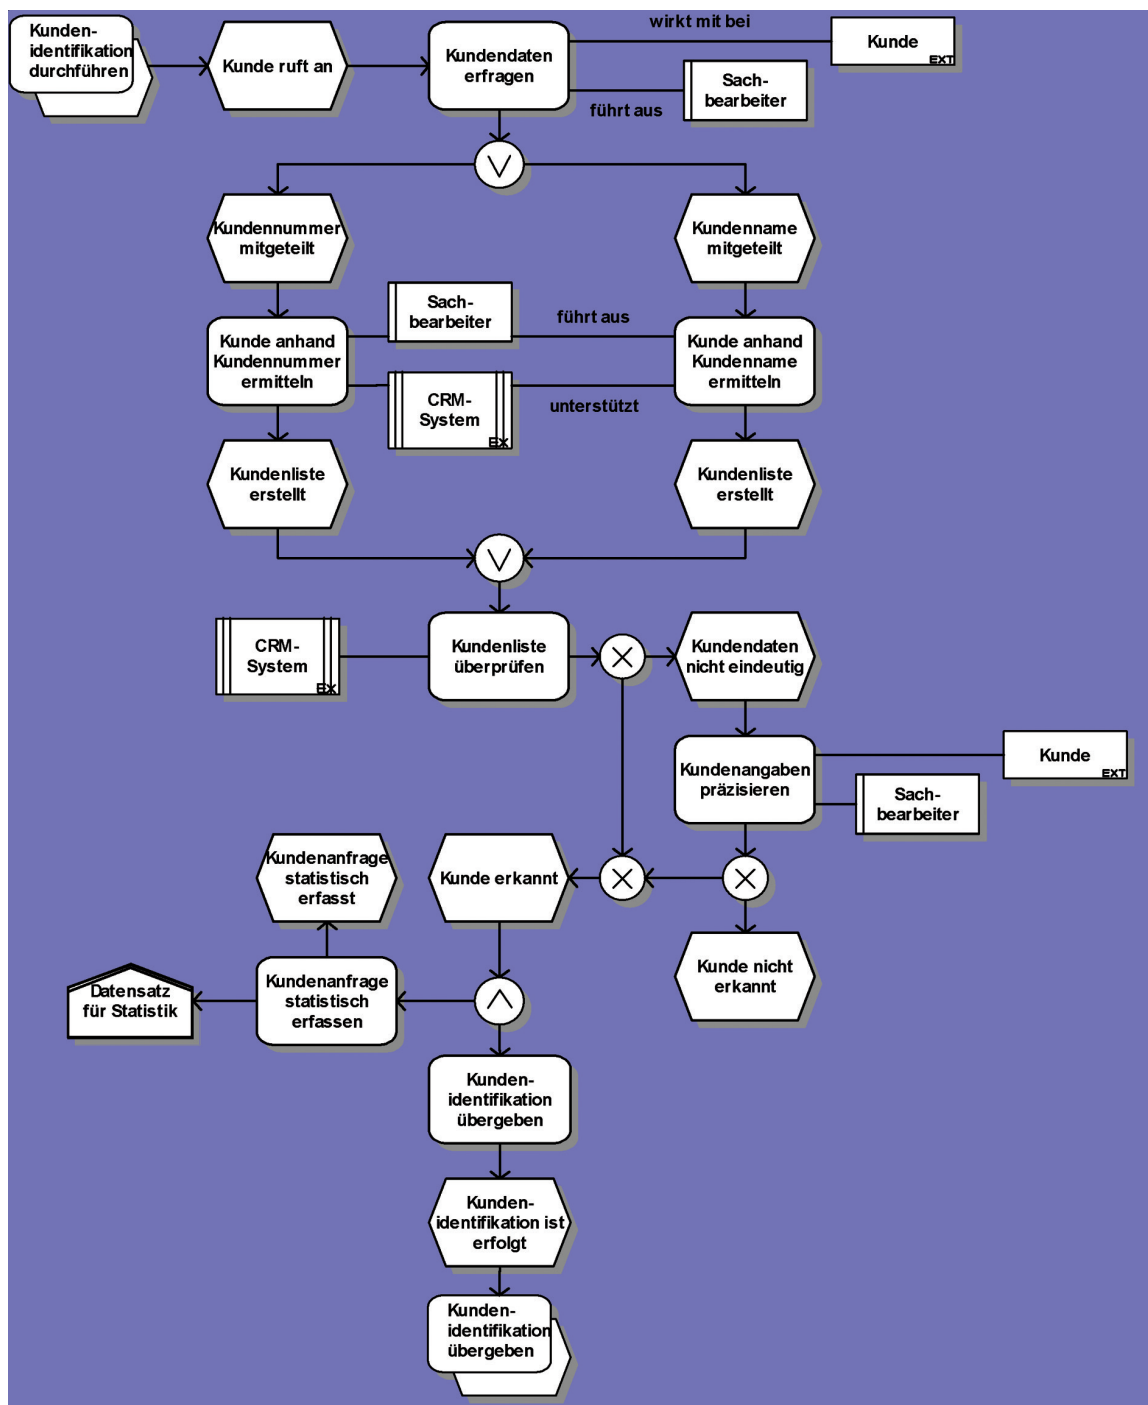 Kunden-
identifikation
durchführen
Kunde ruft an
Kundendaten
erfragen
wirkt mit bei
Kunde
EXT
Sach-
bearbeiter
führt aus
Kundennummer
mitgeteilt
Kundenname
mitgeteilt
Kunde anhand
Kundennummer
ermitteln
Sach-
bearbeiter
führt aus
Kunde anhand
Kundenname
ermitteln
CRM-
System
EX
unterstützt
Kundenliste
erstellt
Kundenliste
erstellt
CRM-
System
EX
Kundenliste
überprüfen
Kundendaten
nicht eindeutig
Kundenangaben
präzisieren
Kunde
EXT
Sach-
bearbeiter
Kundenanfrage
statistisch
erfasst
Kunde erkannt
Kunde nicht
erkannt
Datensatz
für Statistik
Kundenanfrage
statistisch
erfassen
Kunden-
identifikation
übergeben
Kunden-
identifikation ist
erfolgt
Kunden-
identifikation
übergeben